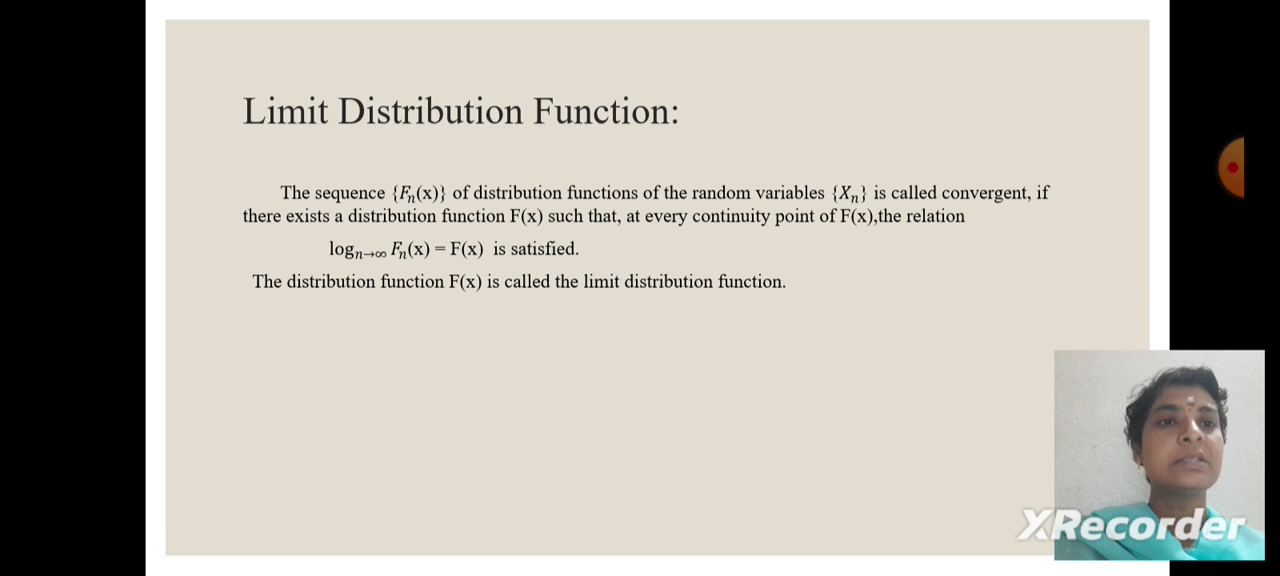 Limit Distribution Function:
The sequence {Fₙ(x)} of distribution functions of the random variables {Xₙ} is called convergent, if
there exists a distribution function F(x) such that, at every continuity point of F(x),the relation
logₙ→∞ Fₙ(x) = F(x) is satisfied.
The distribution function F(x) is called the limit distribution function.
XRecorder